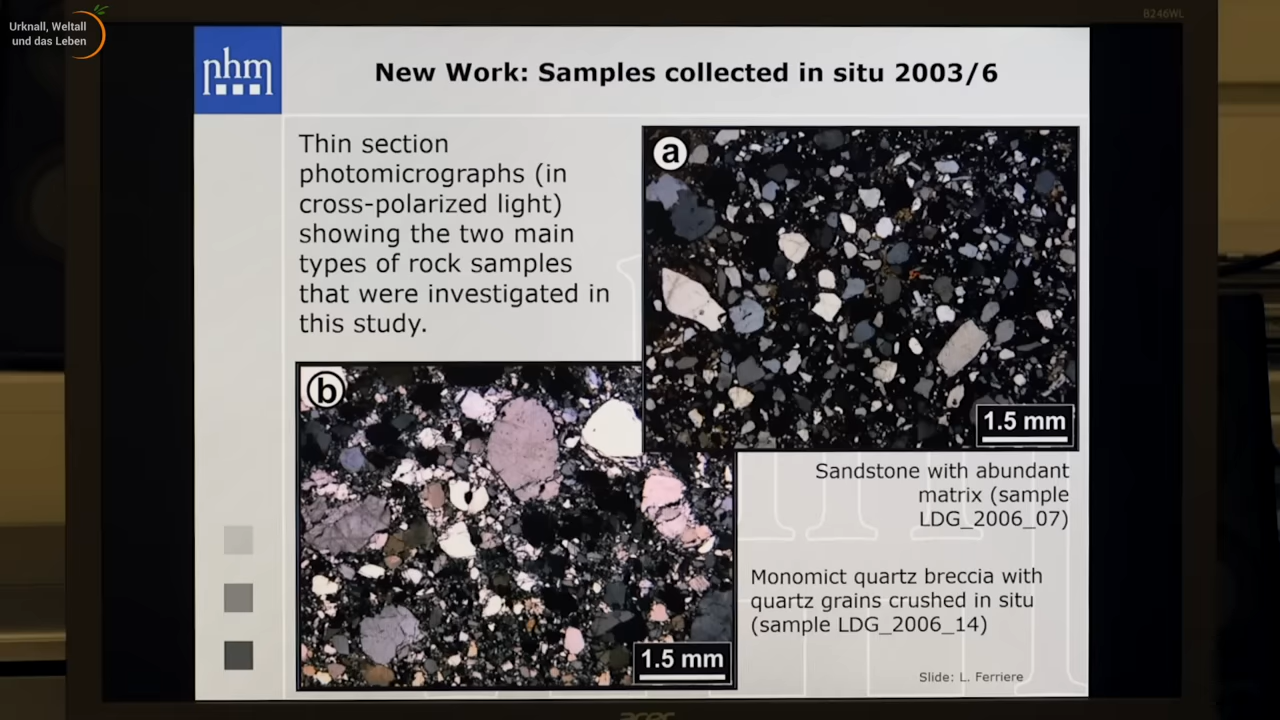 Urknall, Weltall
und das Leben
B246WL
nhm
New Work: Samples collected in situ 2003/6
Thin section
photomicrographs (in
cross-polarized light)
showing the two main
types of rock samples
that were investigated in
this study.
a
1.5 mm
b
1.5 mm
Sandstone with abundant
matrix (sample
LDG_2006_07)
Monomict quartz breccia with
quartz grains crushed in situ
(sample LDG_2006_14)
Slide: L. Ferriere
acer